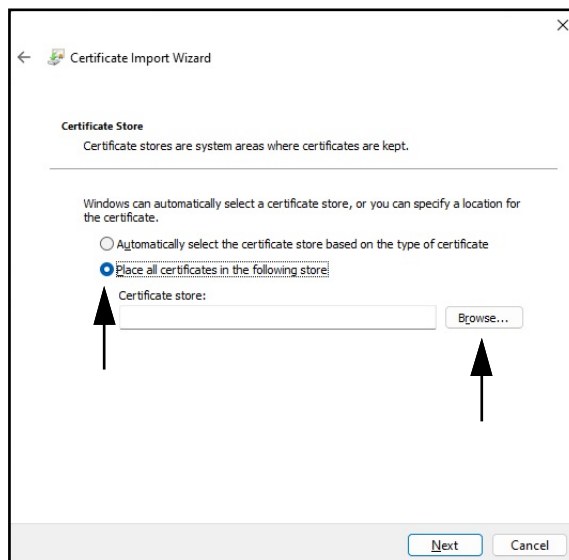 Certificate Import Wizard
Certificate Store
Certificate stores are system areas where certificates are kept.
Windows can automatically select a certificate store, or you can specify a location for
the certificate.
Automatically select the certificate store based on the type of certificate
Place all certificates in the following store
Certificate store:
Browse...
Next
Cancel